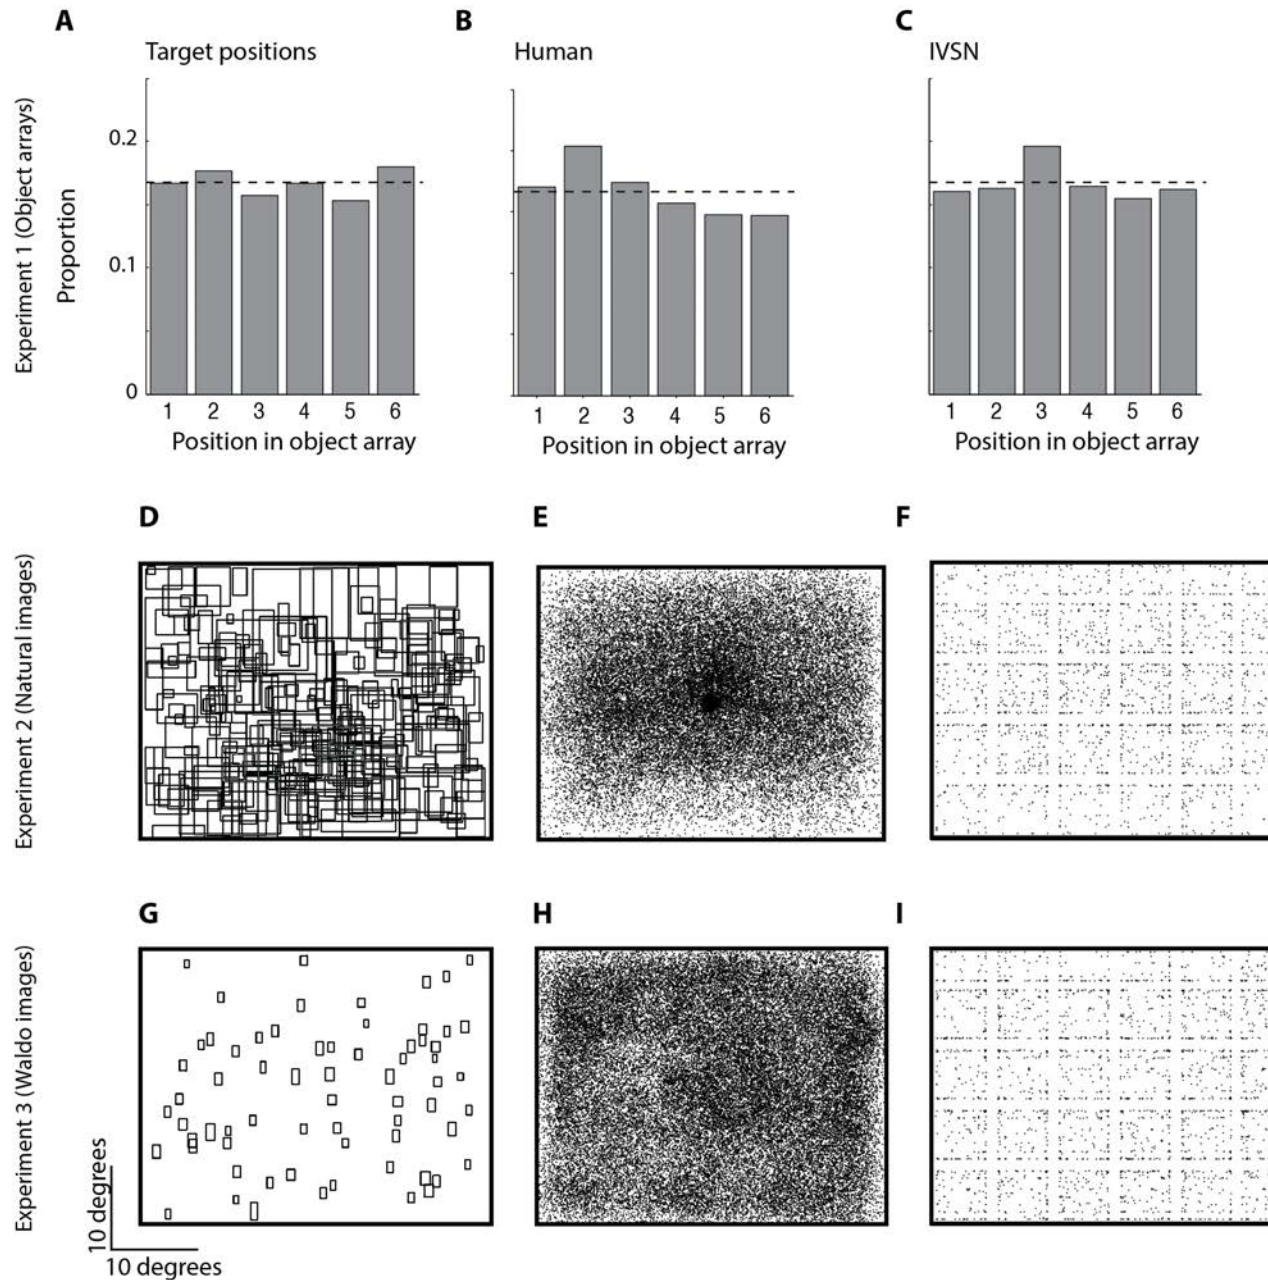 A
B
C
Target positions
Human
IVSN
Experiment 1 (Object arrays)
Proportion
0.2
0.1
0
1 2 3 4 5 6
1 2 3 4 5 6
1 2 3 4 5 6
Position in object array
Position in object array
Position in object array
D
E
F
Experiment 2 (Natural images)
G
H
I
Experiment 3 (Waldo images)
10 degrees
10 degrees